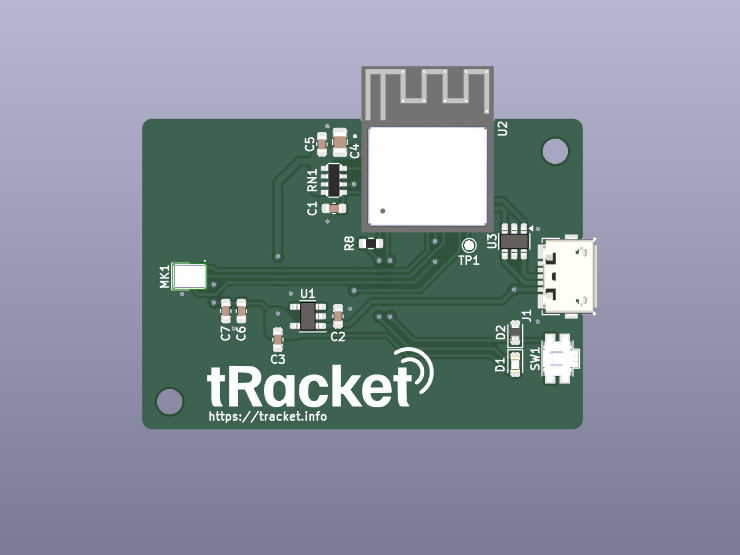 U2
C5
C4
RN1
C1
R8
U3
TP1
MK1
U1
J1
C7
C6
C2
C3
D2
D1
SW1
tRacket
https://tracket.info